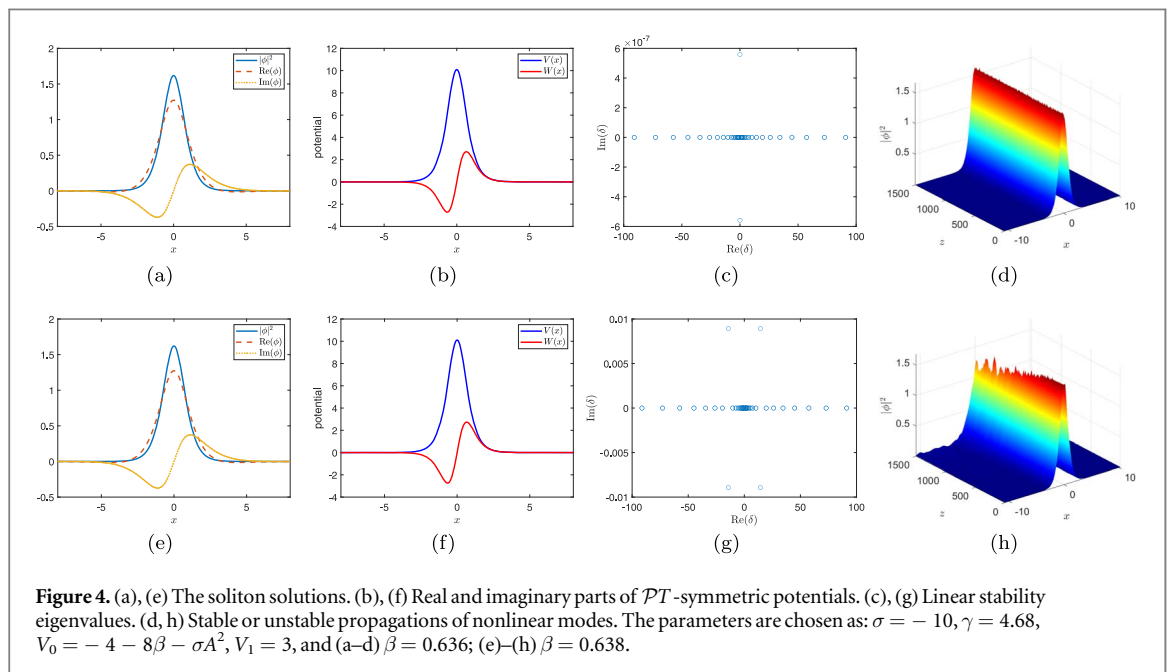 2
1.5
1
0.5
0
-0.5
-5 0 5
x
|ϕ|²
Re(ϕ)
Im(ϕ)
(a)
12
10
8
6
4
2
0
-2
-4
potential
-5 0 5
x
V(x)
W(x)
(b)
6 ×10⁻⁷
4
2
0
-2
-4
-6
Im(δ)
-100 -50 0 50 100
Re(δ)
(c)
1.5
1
0.5
|ϕ|²
1500
1000
500
0
z
-10
0
10
x
(d)
2
1.5
1
0.5
0
-0.5
-5 0 5
x
|ϕ|²
Re(ϕ)
Im(ϕ)
(e)
12
10
8
6
4
2
0
-2
-4
potential
-5 0 5
x
V(x)
W(x)
(f)
0.01
0.005
0
-0.005
-0.01
Im(δ)
-100 -50 0 50 100
Re(δ)
(g)
1.5
1
0.5
|ϕ|²
1500
1000
500
0
z
-10
0
10
x
(h)
Figure 4. (a), (e) The soliton solutions. (b), (f) Real and imaginary parts of 𝒫T-symmetric potentials. (c), (g) Linear stability
eigenvalues. (d, h) Stable or unstable propagations of nonlinear modes. The parameters are chosen as: σ = − 10, γ = 4.68,
V₀ = − 4 − 8β − σA², V₁ = 3, and (a–d) β = 0.636; (e)–(h) β = 0.638.